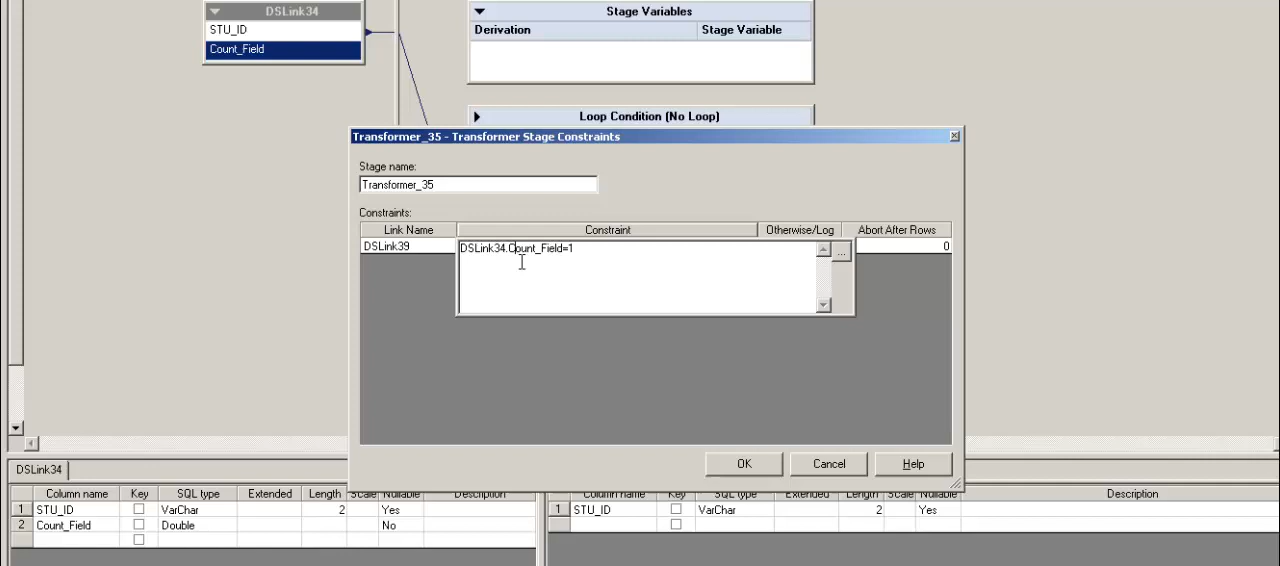 DSLink34
STU_ID
Count_Field
Stage Variables
Derivation Stage Variable
Loop Condition (No Loop)
Transformer_35 - Transformer Stage Constraints
Stage name:
Transformer_35
Constraints:
Link Name Constraint Otherwise/Log Abort After Rows
DSLink39 DSLink34.Count_Field=1 ... 0
OK Cancel Help
DSLink34
Column name Key SQL type Extended Length Scale Nullable Description
1 STU_ID VarChar 2 Yes
2 Count_Field Double No
Column name Key SQL type Extended Length Scale Nullable Description
1 STU_ID VarChar 2 Yes